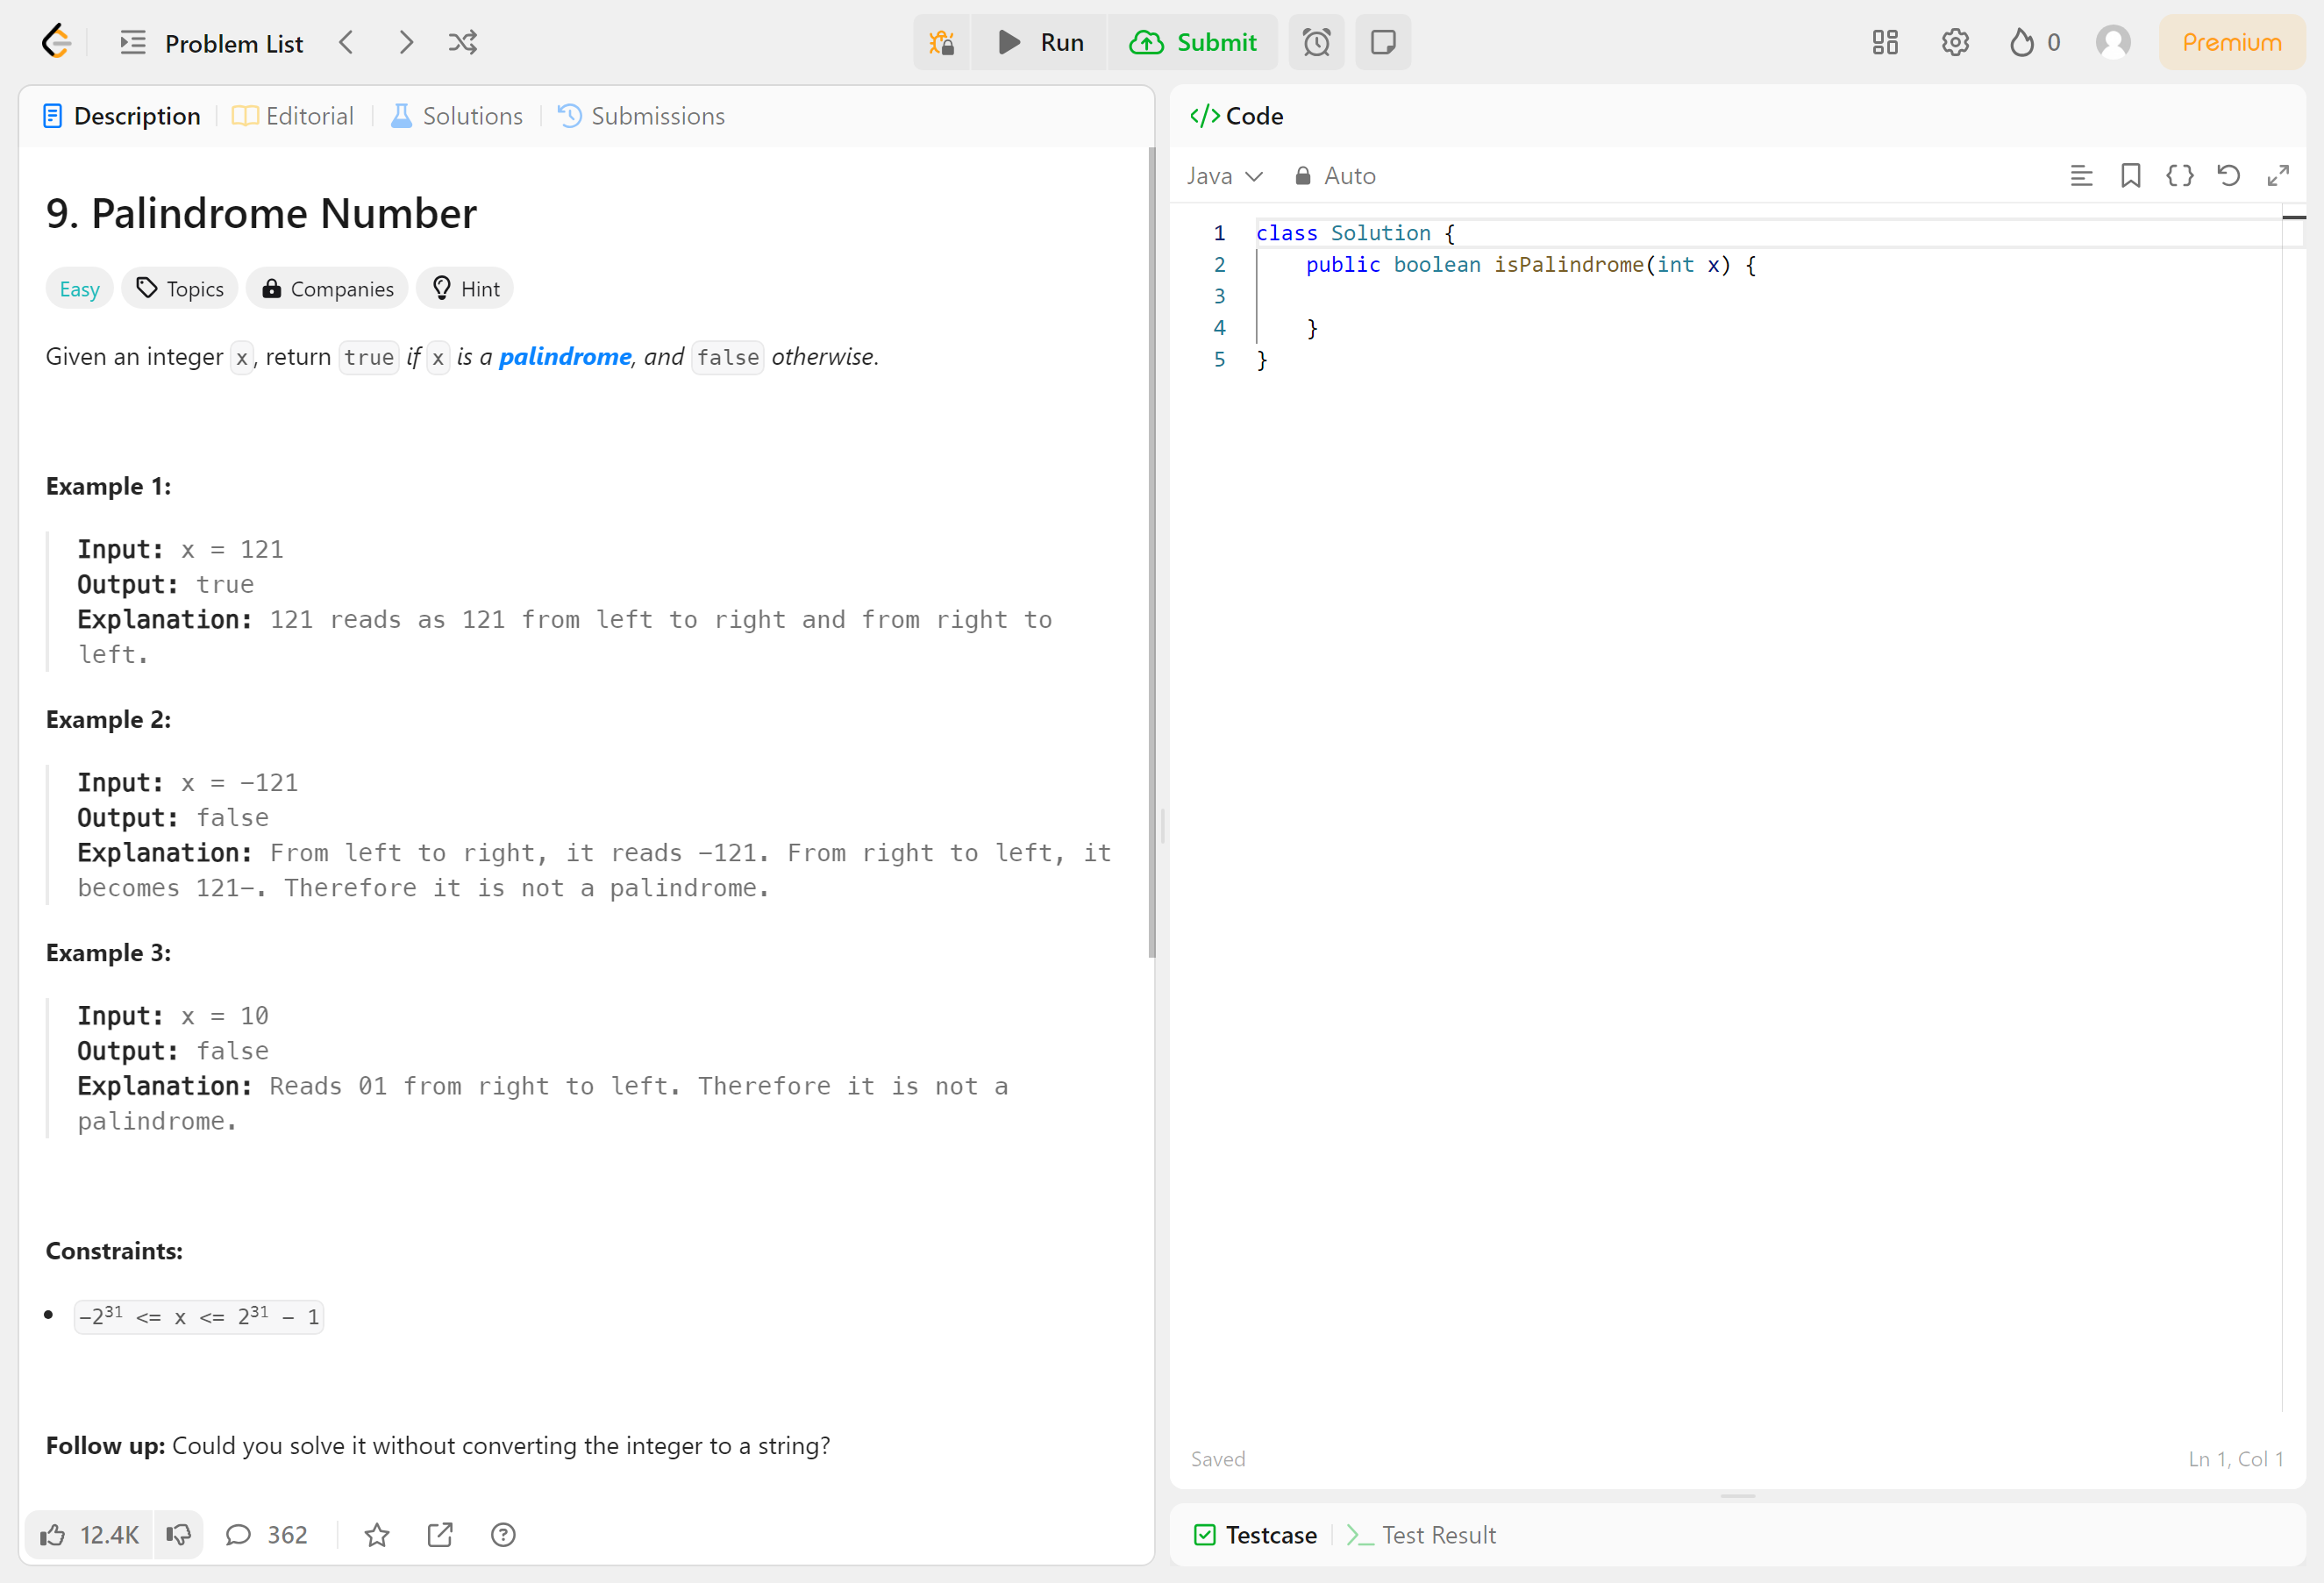 Problem List
Run
Submit
0
Premium
Description
Editorial
Solutions
Submissions
9. Palindrome Number
Easy
Topics
Companies
Hint
Given an integer x, return true if x is a palindrome, and false otherwise.
Example 1:
Input: x = 121
Output: true
Explanation: 121 reads as 121 from left to right and from right to
left.
Example 2:
Input: x = -121
Output: false
Explanation: From left to right, it reads -121. From right to left, it
becomes 121-. Therefore it is not a palindrome.
Example 3:
Input: x = 10
Output: false
Explanation: Reads 01 from right to left. Therefore it is not a
palindrome.
Constraints:
-2³¹ <= x <= 2³¹ - 1
Follow up: Could you solve it without converting the integer to a string?
12.4K
362
</> Code
Java
Auto
1 class Solution {
2     public boolean isPalindrome(int x) {
3
4     }
5 }
Saved
Ln 1, Col 1
Testcase
Test Result